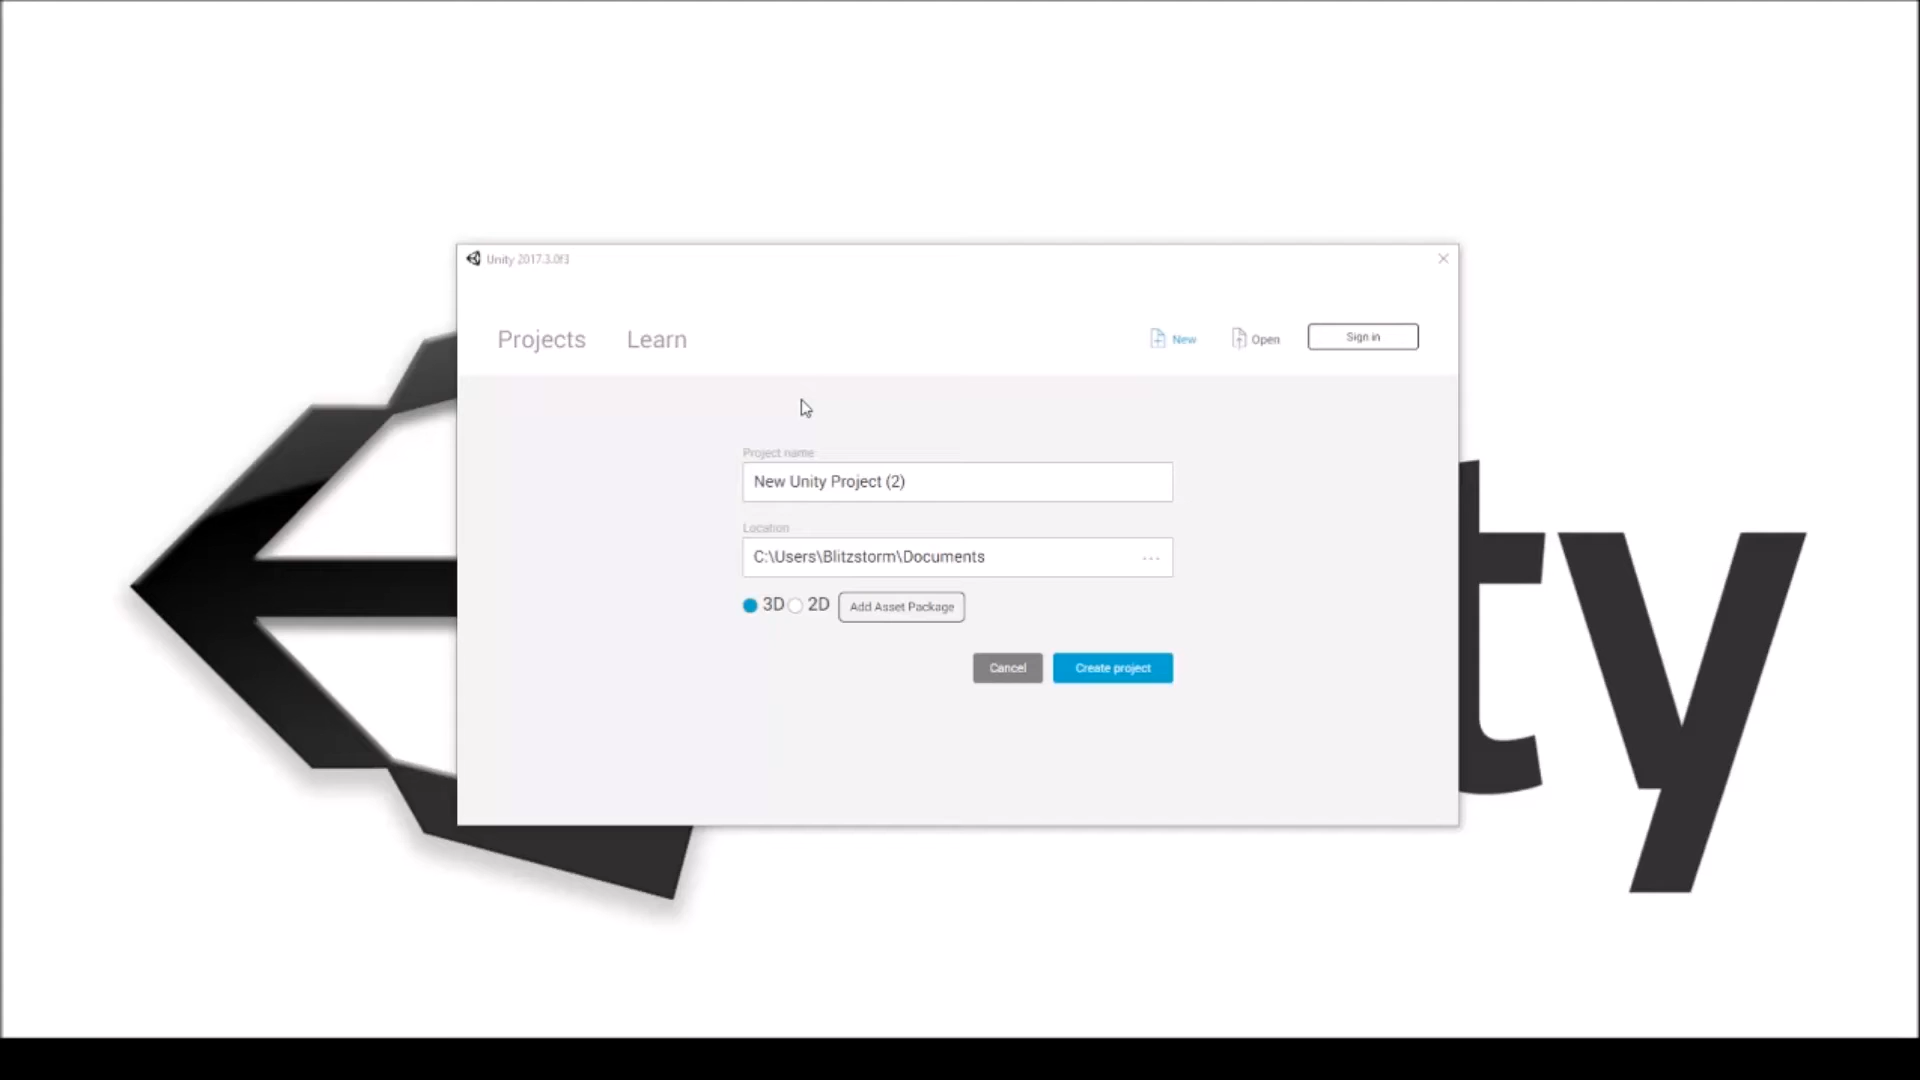 Unity 2017.3.0f3
Projects Learn New Open Sign in
Project name
New Unity Project (2)
Location
C:\Users\Blitzstorm\Documents ...
3D 2D Add Asset Package
Cancel Create project
ty